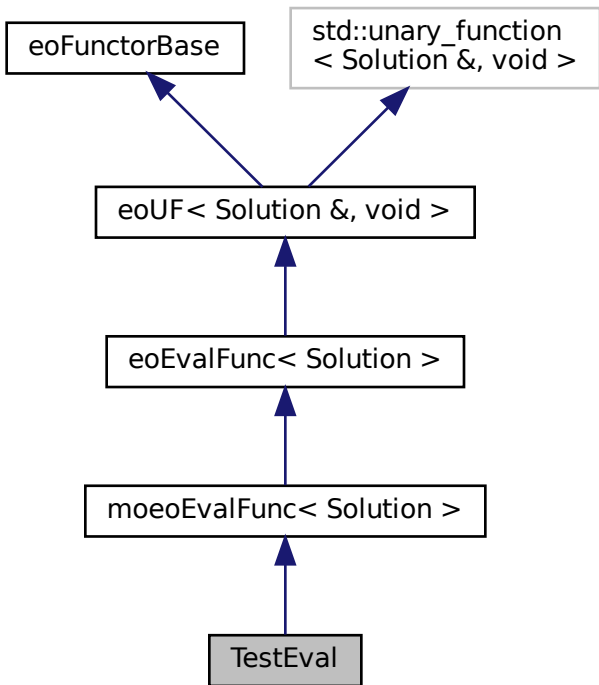 eoFunctorBase
std::unary_function
< Solution &, void >
eoUF< Solution &, void >
eoEvalFunc< Solution >
moeoEvalFunc< Solution >
TestEval